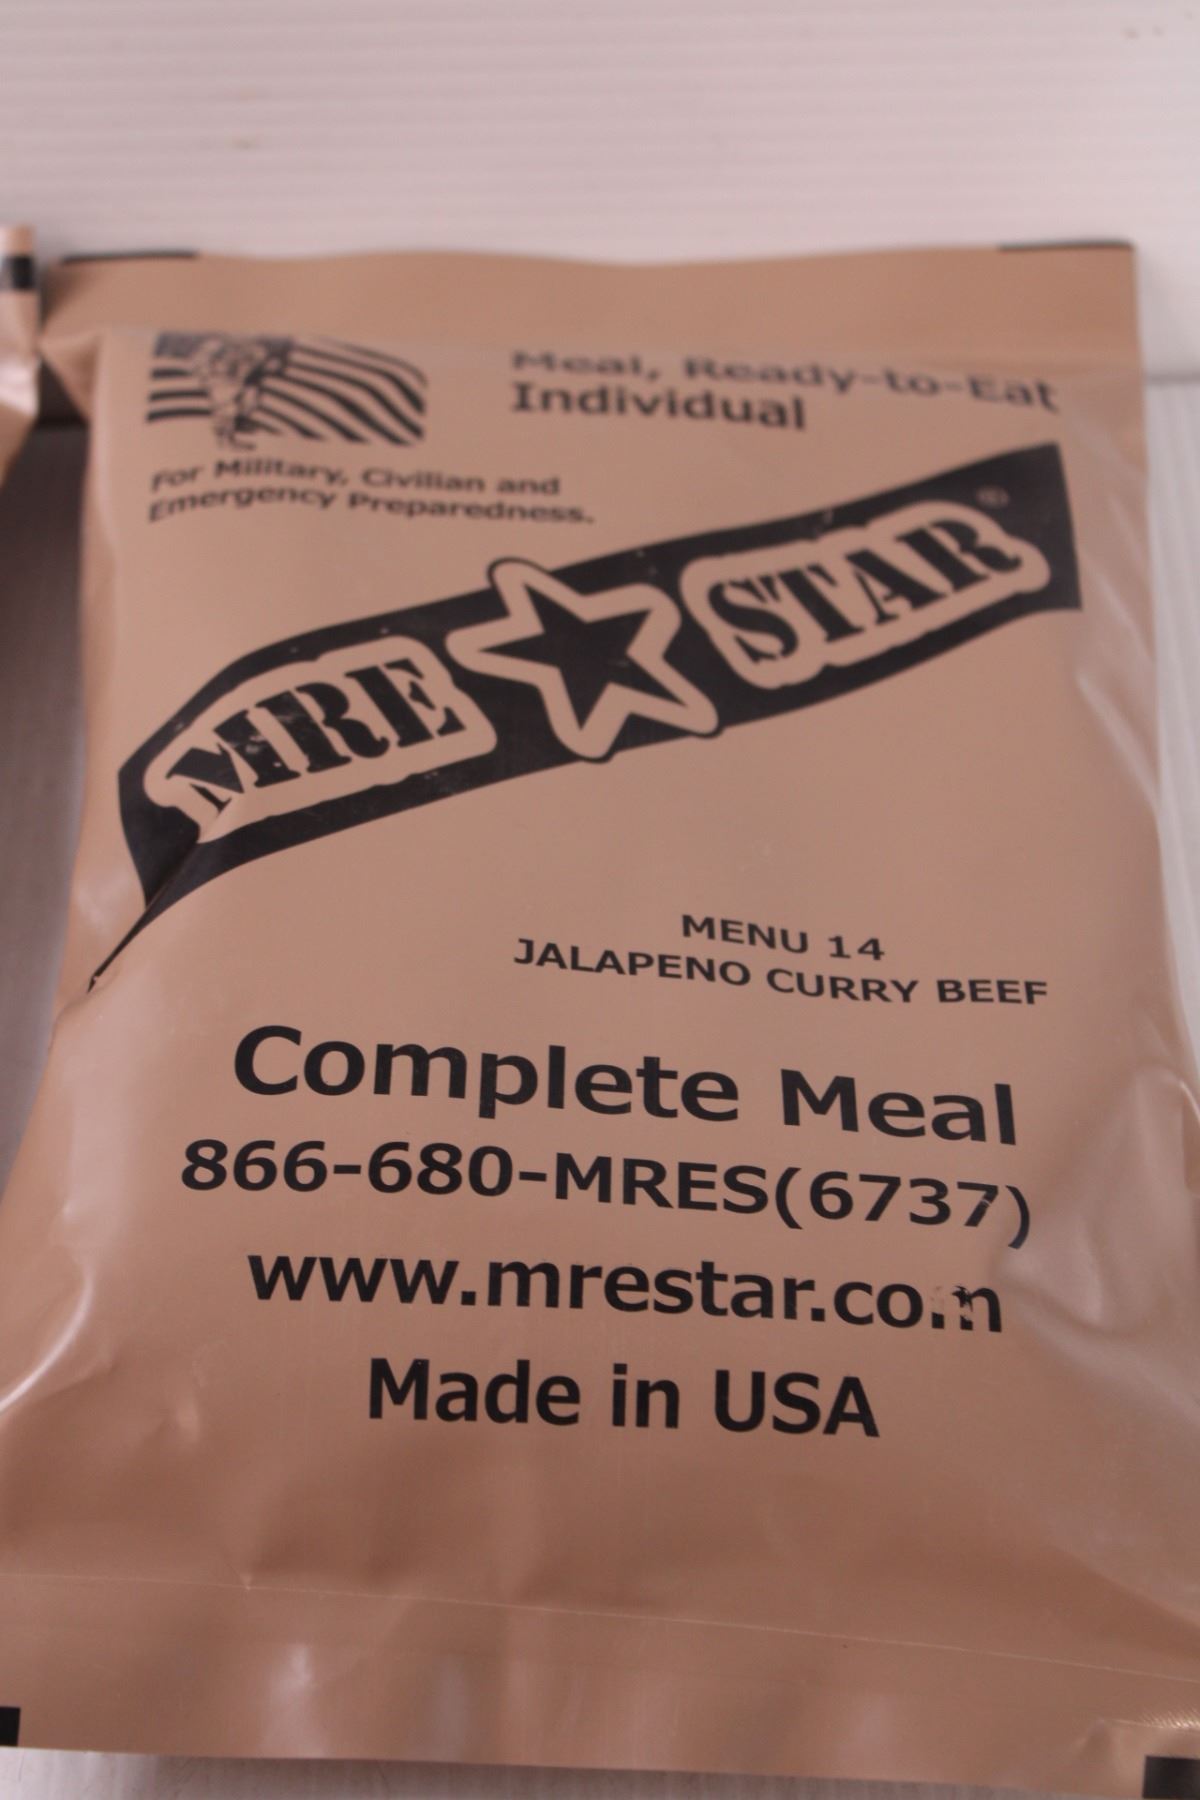 Meal, Ready-to-Eat
Individual
For Military, Civilian and
Emergency Preparedness.
MRE STAR®
MENU 14
JALAPENO CURRY BEEF
Complete Meal
866-680-MRES(6737)
www.mrestar.com
Made in USA